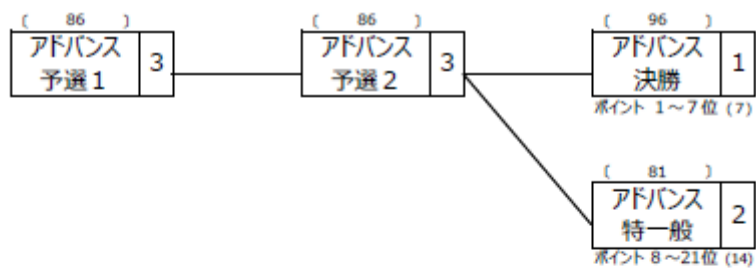 〔 86 〕
アドバンス
予選1
3
〔 86 〕
アドバンス
予選2
3
〔 96 〕
アドバンス
決勝
1
ポイント 1～7位 (7)
〔 81 〕
アドバンス
特一般
2
ポイント 8～21位 (14)